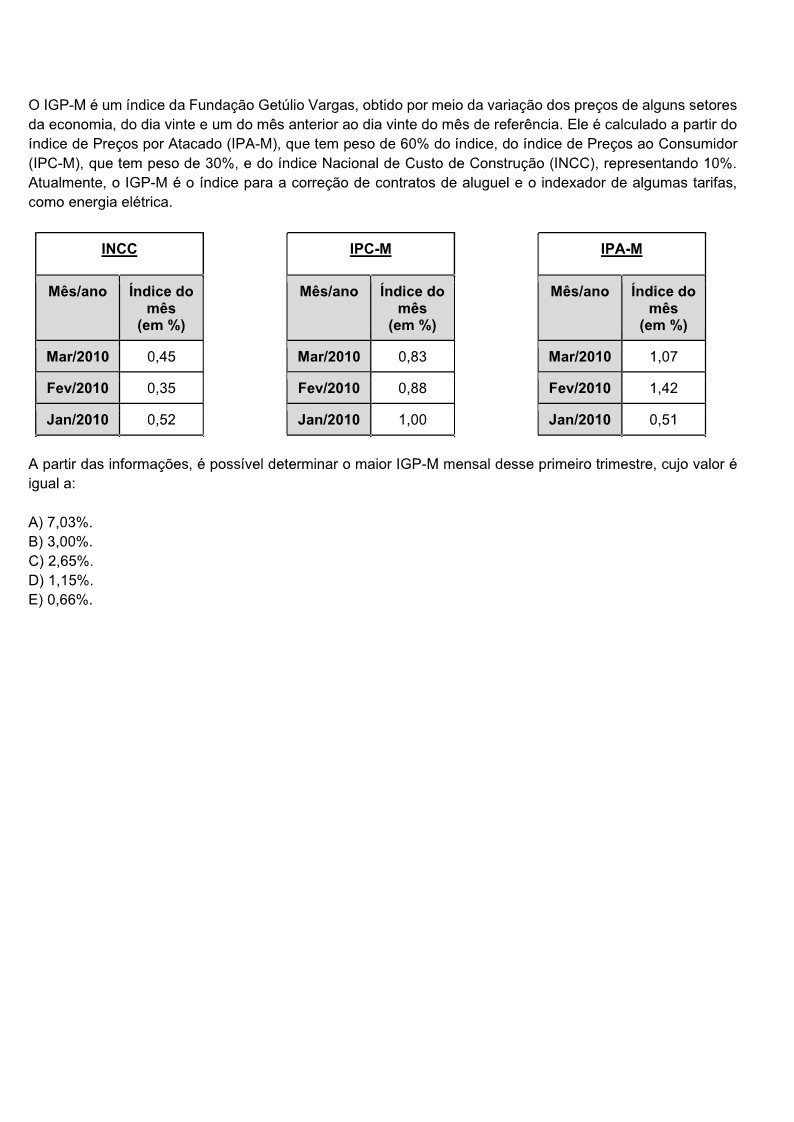 O IGP-M é um índice da Fundação Getúlio Vargas, obtido por meio da variação dos preços de alguns setores
da economia, do dia vinte e um do mês anterior ao dia vinte do mês de referência. Ele é calculado a partir do
índice de Preços por Atacado (IPA-M), que tem peso de 60% do índice, do índice de Preços ao Consumidor
(IPC-M), que tem peso de 30%, e do índice Nacional de Custo de Construção (INCC), representando 10%.
Atualmente, o IGP-M é o índice para a correção de contratos de aluguel e o indexador de algumas tarifas,
como energia elétrica.
INCC
Mês/ano Índice do
mês
(em %)
Mar/2010 0,45
Fev/2010 0,35
Jan/2010 0,52
IPC-M
Mês/ano Índice do
mês
(em %)
Mar/2010 0,83
Fev/2010 0,88
Jan/2010 1,00
IPA-M
Mês/ano Índice do
mês
(em %)
Mar/2010 1,07
Fev/2010 1,42
Jan/2010 0,51
A partir das informações, é possível determinar o maior IGP-M mensal desse primeiro trimestre, cujo valor é
igual a:
A) 7,03%.
B) 3,00%.
C) 2,65%.
D) 1,15%.
E) 0,66%.